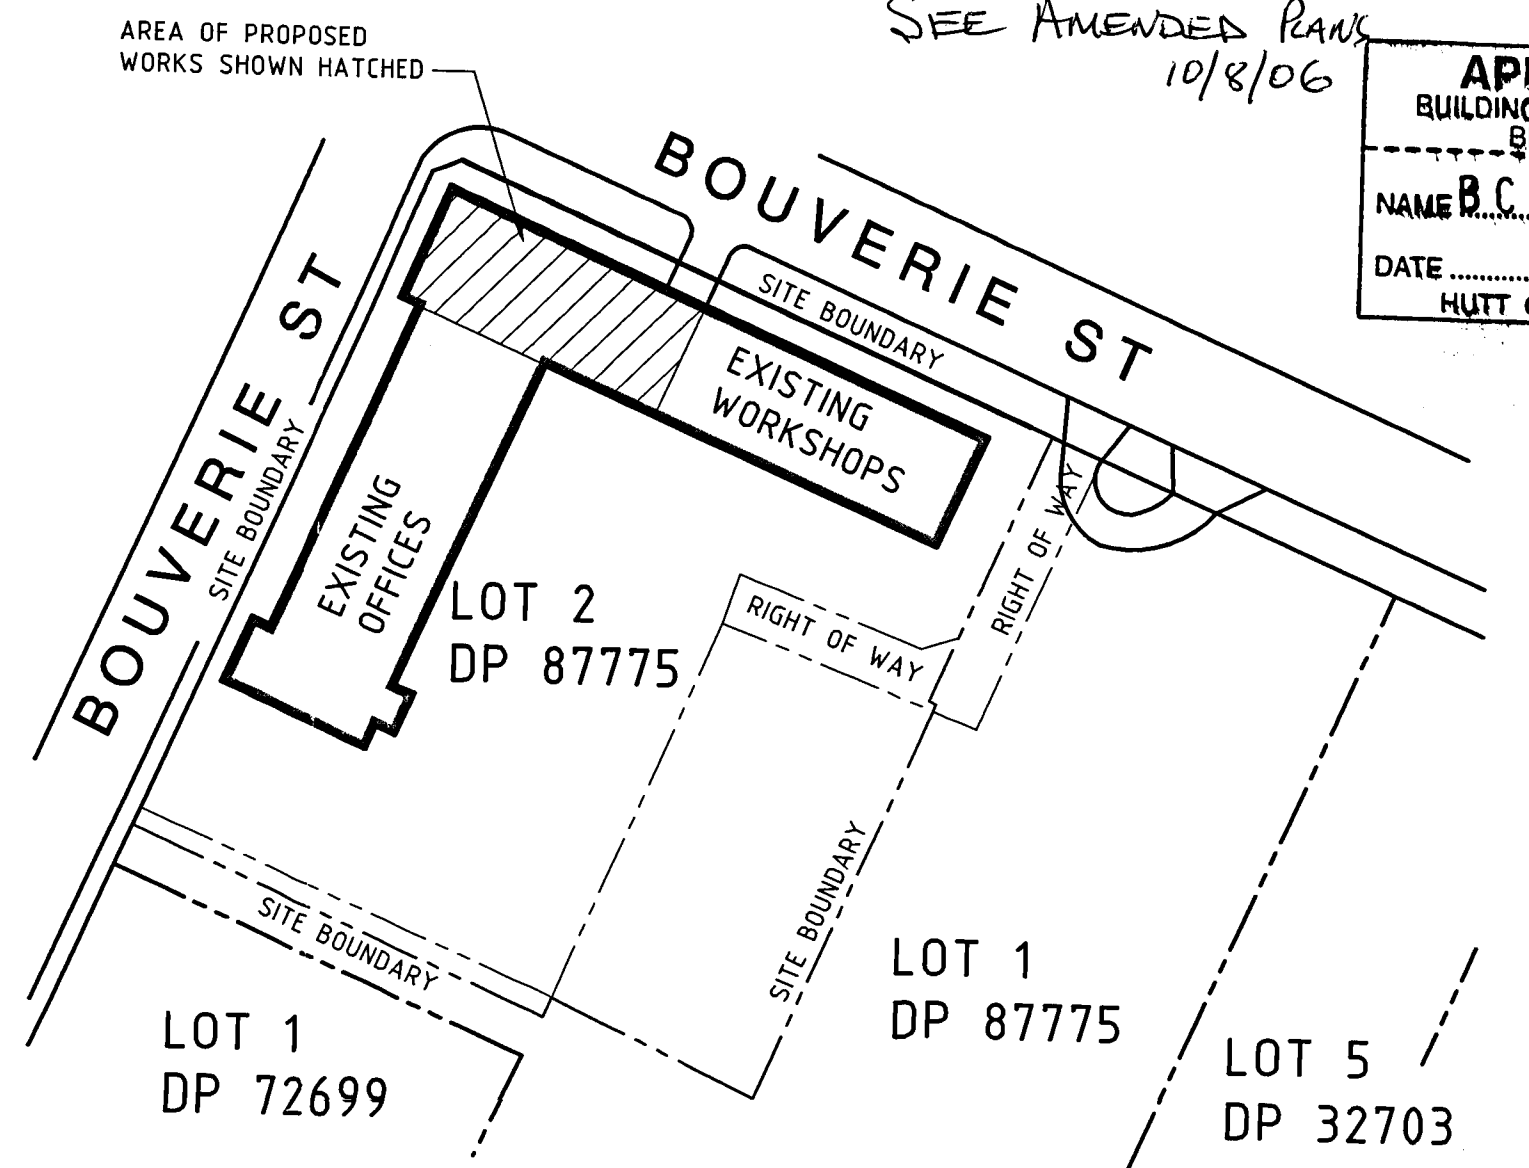 AREA OF PROPOSED
WORKS SHOWN HATCHED
SEE AMENDED PLANS
10/8/06
BUILDING
NAME B.C.
DATE
HUTT
BOUVERIE ST
SITE BOUNDARY
EXISTING
WORKSHOPS
BOUVERIE ST
SITE BOUNDARY
EXISTING
OFFICES
LOT 2
DP 87775
RIGHT OF WAY
RIGHT OF WAY
SITE BOUNDARY
SITE BOUNDARY
LOT 1
DP 87775
LOT 1
DP 72699
LOT 5
DP 32703